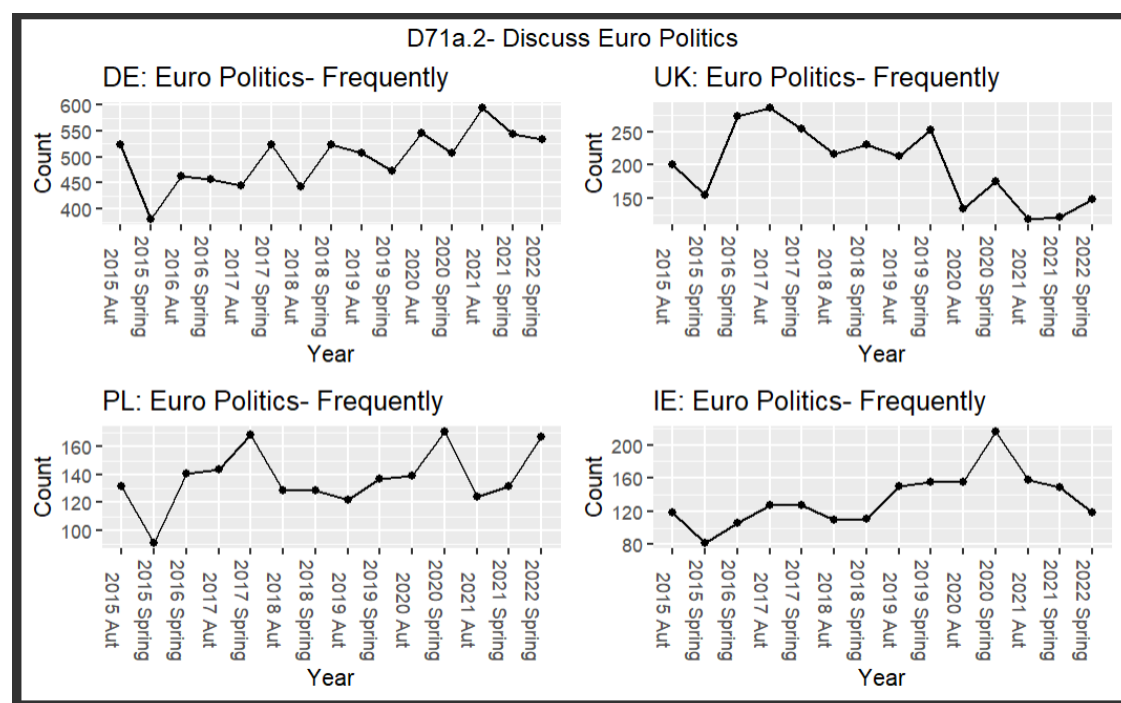 D71a.2- Discuss Euro Politics
DE: Euro Politics- Frequently
600
550
500
450
400
Count
2015 Aut
2015 Spring
2016 Aut
2016 Spring
2017 Aut
2017 Spring
2018 Aut
2018 Spring
2019 Aut
2019 Spring
2020 Aut
2020 Spring
2021 Aut
2021 Spring
2022 Spring
Year
UK: Euro Politics- Frequently
250
200
150
Count
2015 Aut
2015 Spring
2016 Spring
2017 Aut
2017 Spring
2018 Aut
2018 Spring
2019 Aut
2019 Spring
2020 Aut
2020 Spring
2021 Aut
2021 Spring
2022 Spring
Year
PL: Euro Politics- Frequently
160
140
120
100
Count
2015 Aut
2015 Spring
2016 Spring
2017 Aut
2017 Spring
2018 Aut
2018 Spring
2019 Aut
2019 Spring
2020 Aut
2020 Spring
2021 Aut
2021 Spring
2022 Spring
Year
IE: Euro Politics- Frequently
200
160
120
80
Count
2015 Aut
2015 Spring
2016 Spring
2017 Aut
2017 Spring
2018 Aut
2018 Spring
2019 Aut
2019 Spring
2020 Aut
2020 Spring
2021 Aut
2021 Spring
2022 Spring
Year